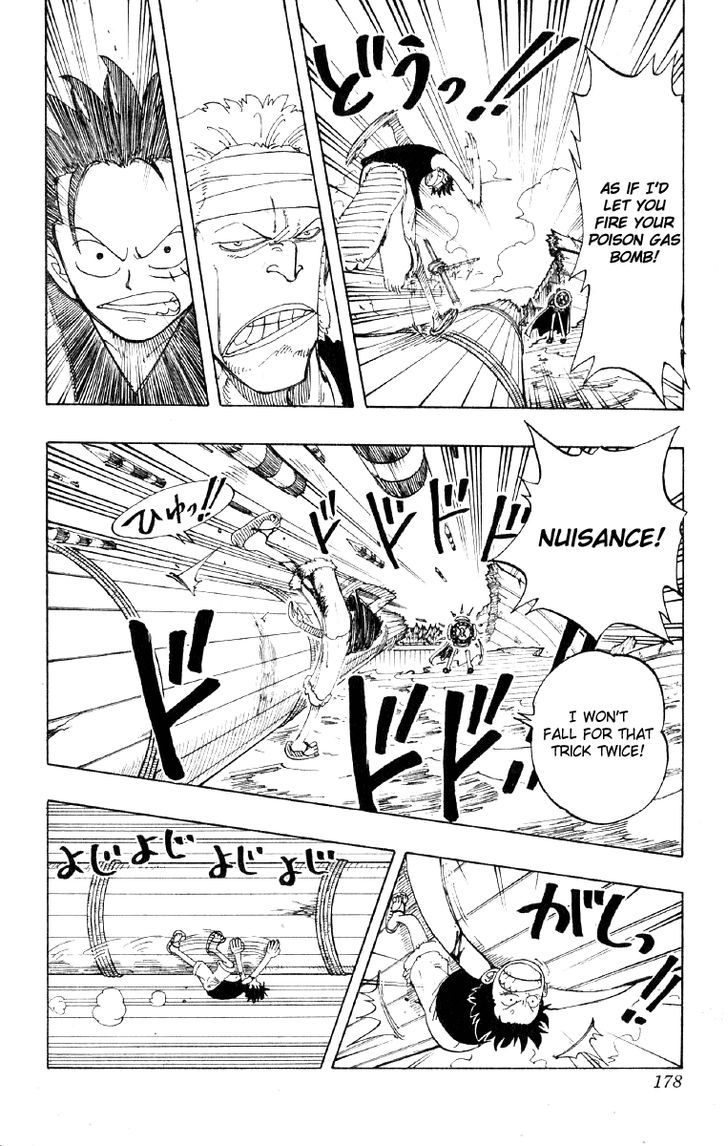 どうっ!!
AS IF I'D
LET YOU
FIRE YOUR
POISON GAS
BOMB!
ひゅっ!!
ドドドド
NUISANCE!
ドドドド
I WON'T
FALL FOR THAT
TRICK TWICE!
よじよじよじよじ
がしっ!!
178